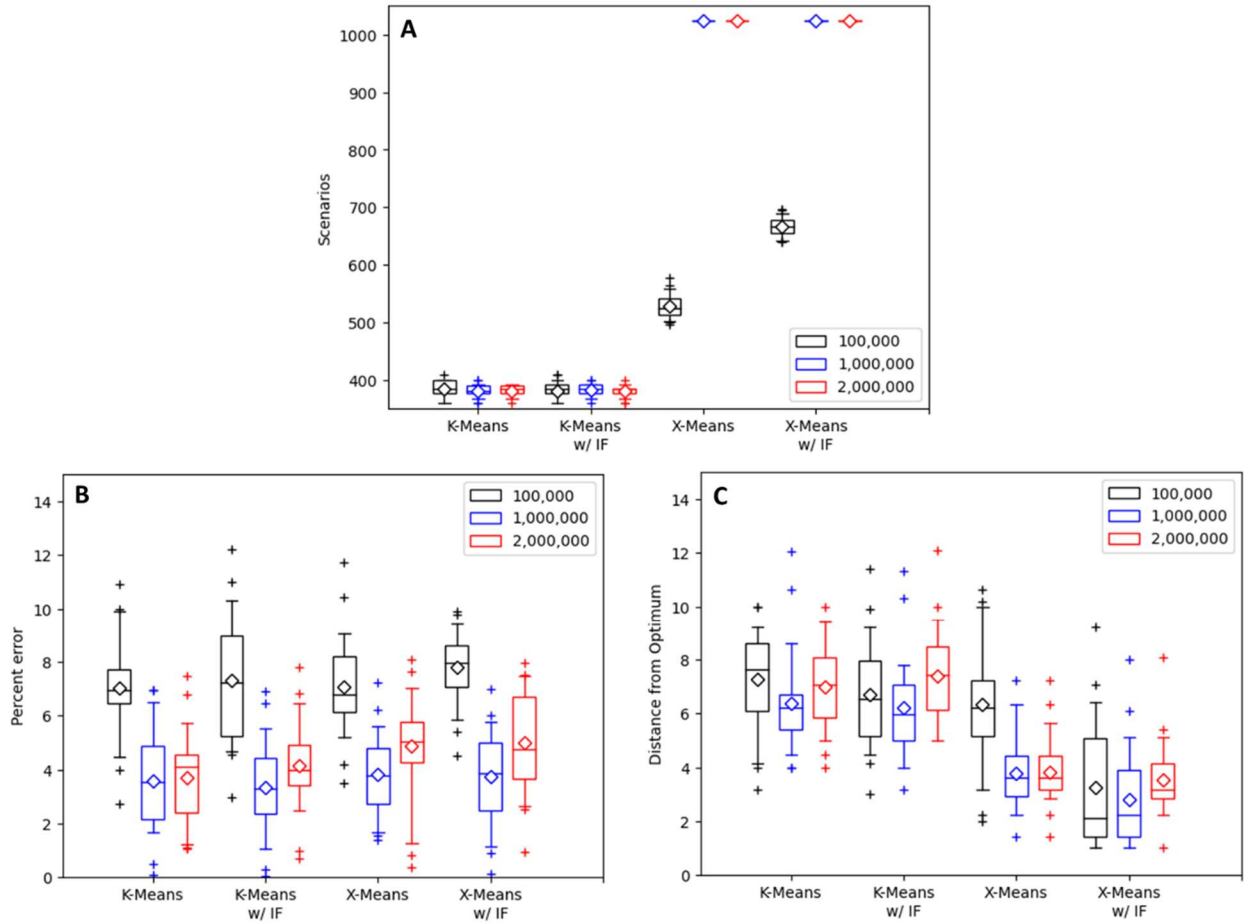 A
1000
900
800
700
600
500
400
Scenarios
K-Means
K-Means
w/ IF
X-Means
X-Means
w/ IF
100,000
1,000,000
2,000,000
B
14
12
10
8
6
4
2
0
Percent error
K-Means
K-Means
w/ IF
X-Means
X-Means
w/ IF
100,000
1,000,000
2,000,000
C
14
12
10
8
6
4
2
0
Distance from Optimum
K-Means
K-Means
w/ IF
X-Means
X-Means
w/ IF
100,000
1,000,000
2,000,000